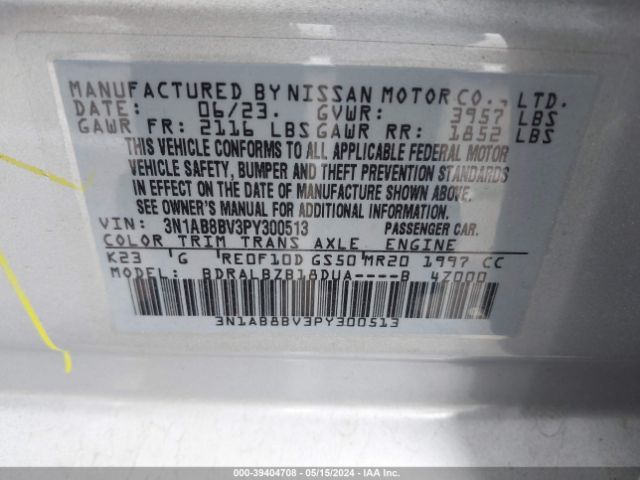 MANUFACTURED BY NISSAN MOTOR CO., LTD.
DATE: 06/23. GVWR: 3957 LBS
GAWR FR: 2116 LBS GAWR RR: 1852 LBS
THIS VEHICLE CONFORMS TO ALL APPLICABLE FEDERAL MOTOR
VEHICLE SAFETY, BUMPER AND THEFT PREVENTION STANDARDS
IN EFFECT ON THE DATE OF MANUFACTURE SHOWN ABOVE.
SEE OWNER'S MANUAL FOR ADDITIONAL INFORMATION.
VIN: 3N1AB8BV3PY300513 PASSENGER CAR.
COLOR TRIM TRANS AXLE ENGINE
K23 G RE0F10D GS50 MR20 1997 CC
BDRALBZB18DUA----B 4Z000
3N1AB8BV3PY300513
000-39404708 - 05/15/2024 - IAA Inc.